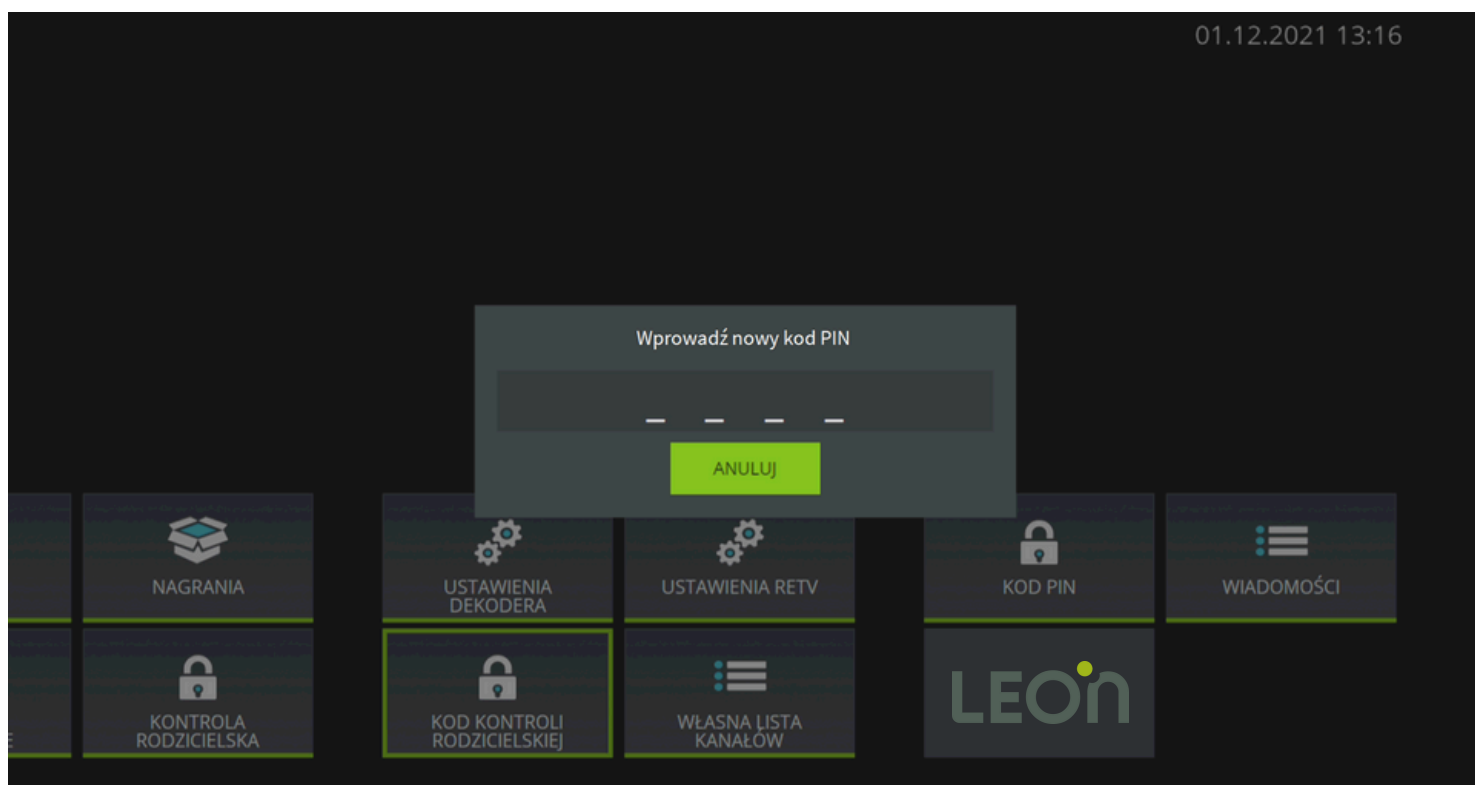 01.12.2021 13:16
Wprowadź nowy kod PIN
_ _ _ _
ANULUJ
NAGRANIA
USTAWIENIA
DEKODERA
USTAWIENIA RETV
KOD PIN
WIADOMOŚCI
E
KONTROLA
RODZICIELSKA
KOD KONTROLI
RODZICIELSKIEJ
WŁASNA LISTA
KANAŁÓW
LEON